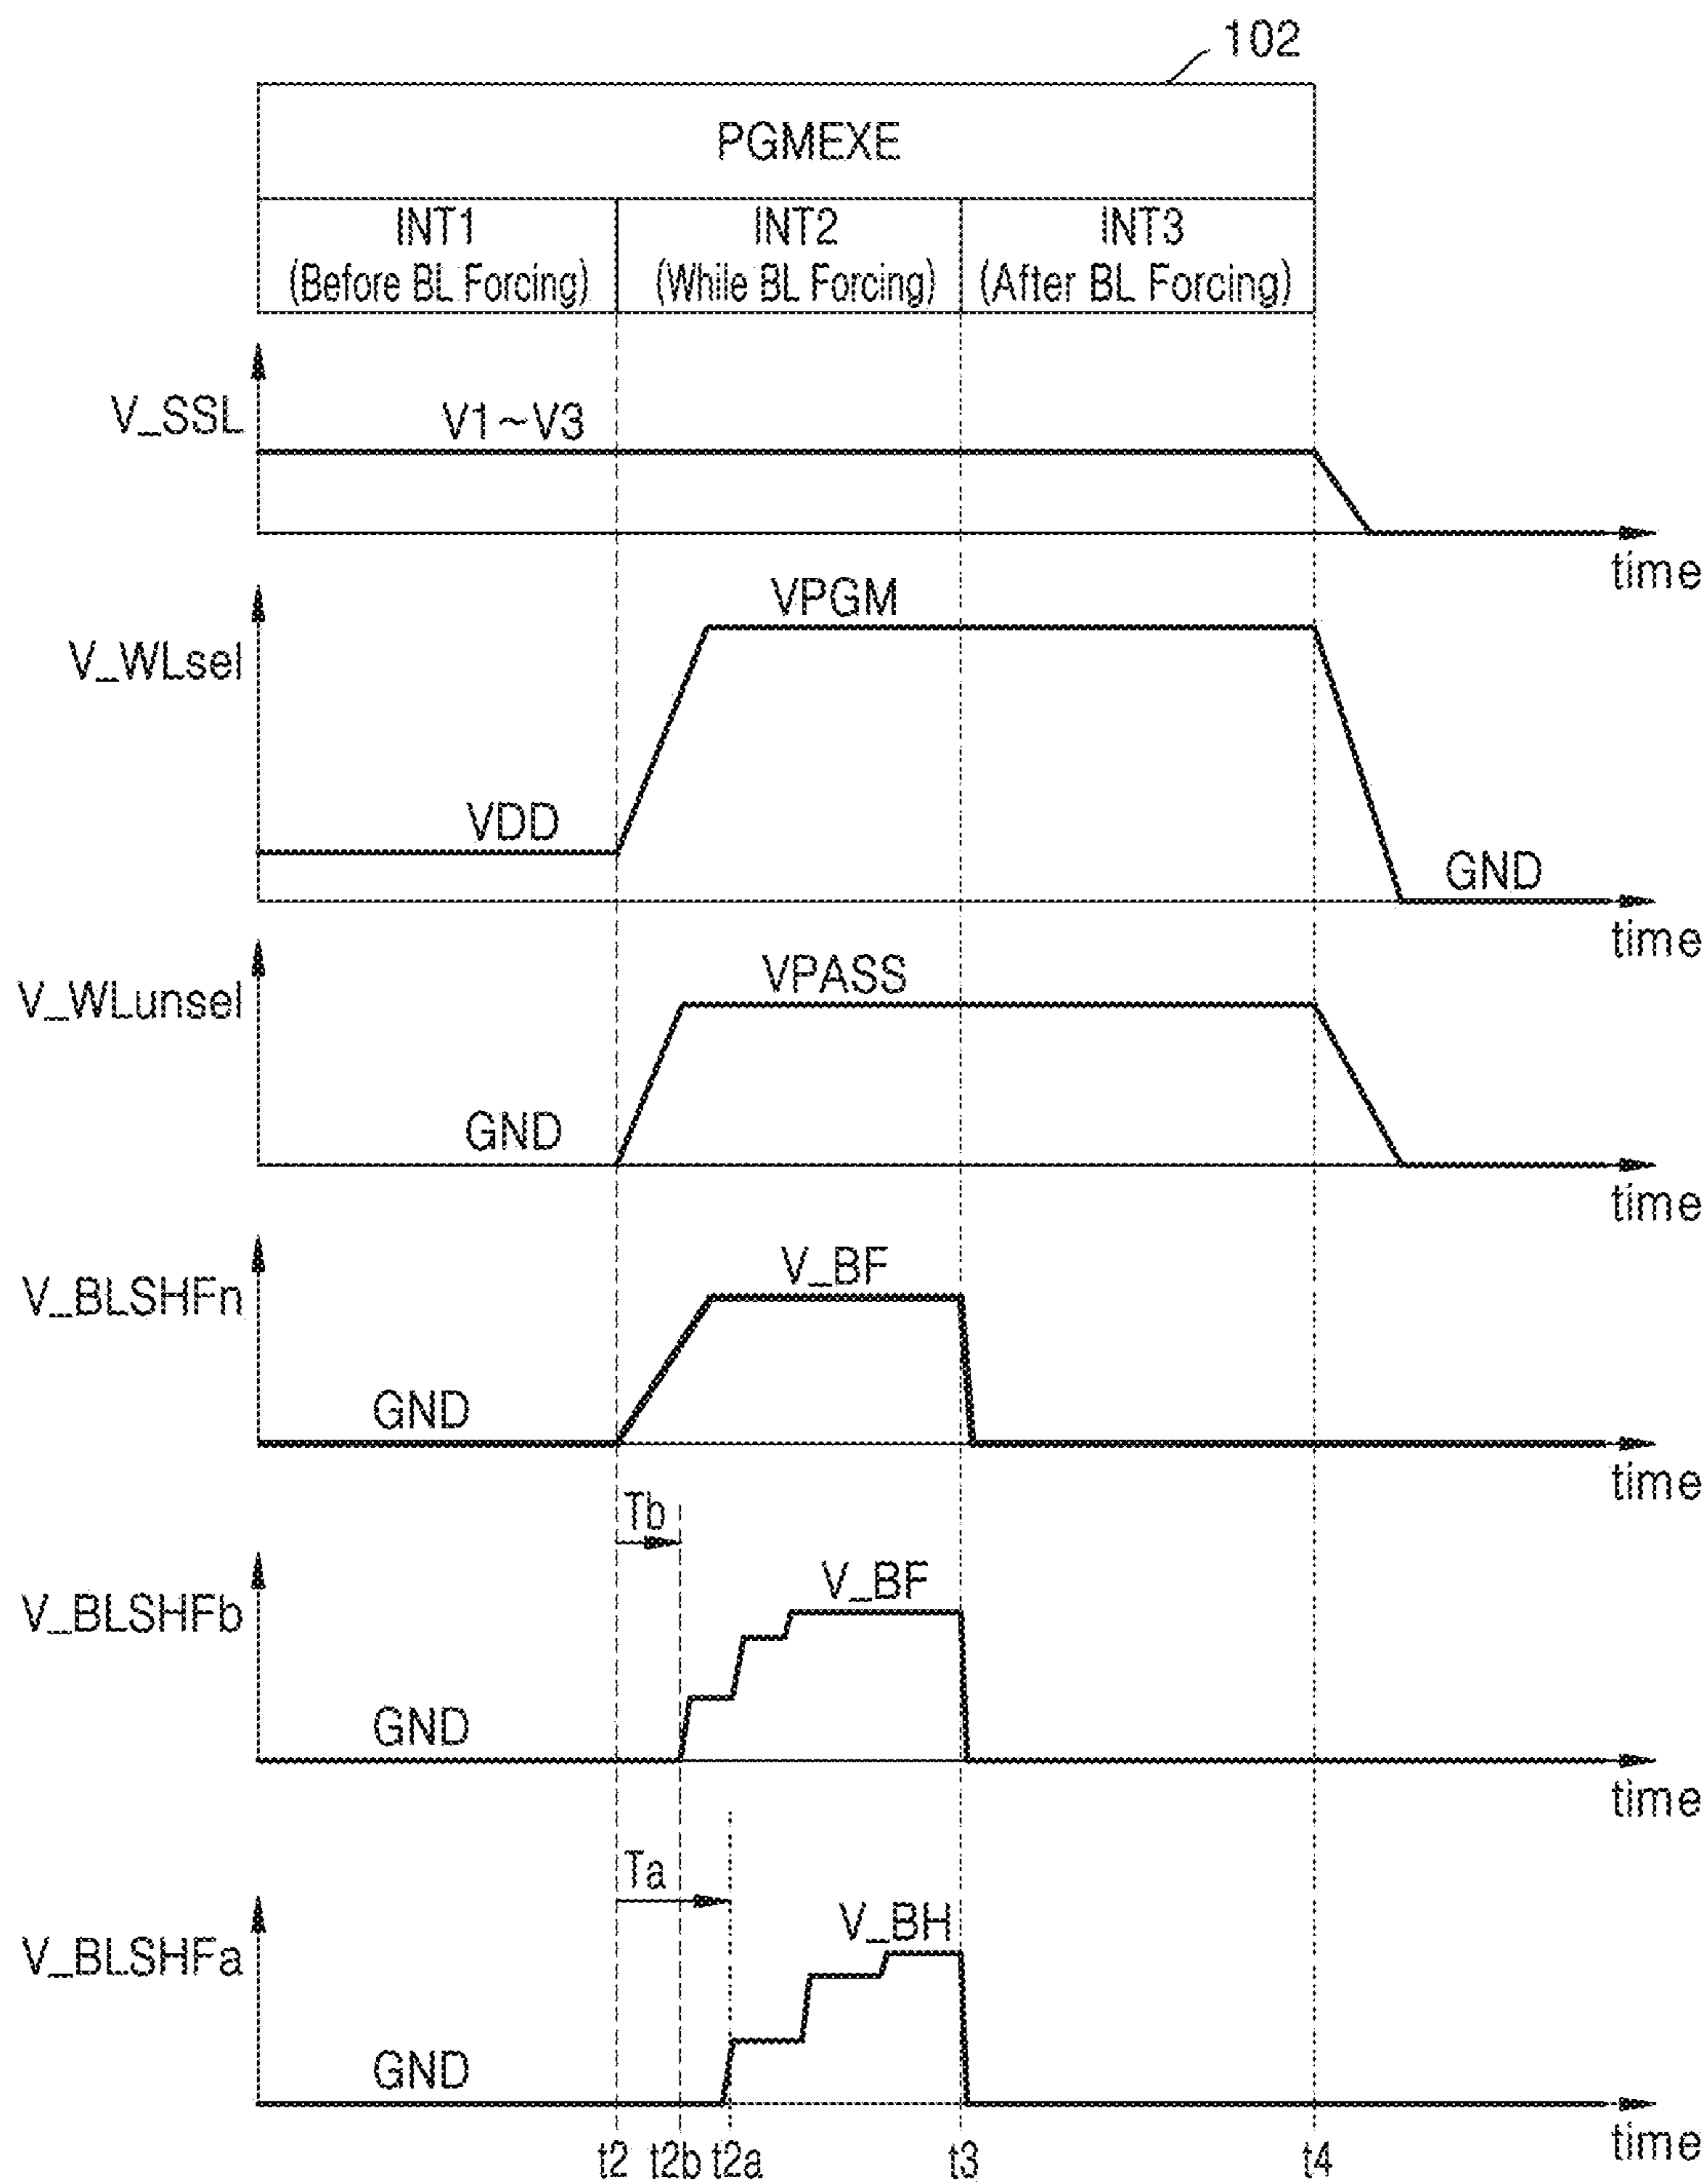 102
PGMEXE
INT1 INT2 INT3
(Before BL Forcing) (While BL Forcing) (After BL Forcing)
V_SSL
V1~V3
time
V_WLsel
VPGM
VDD
GND
time
V_WLunsel
VPASS
GND
time
V_BLSHFn
V_BF
GND
time
Tb
V_BLSHFb
V_BF
GND
time
Ta
V_BLSHFa
V_BH
GND
time
t2 t2b t2a t3 t4